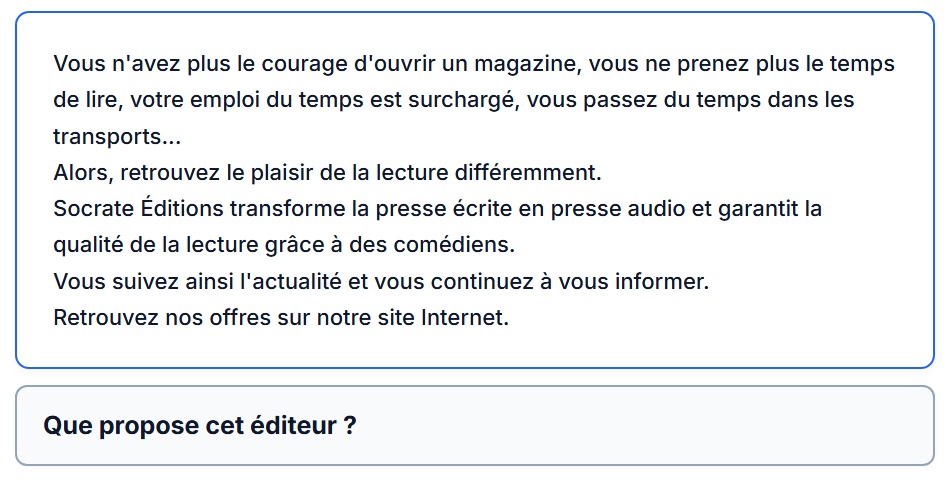 Vous n'avez plus le courage d'ouvrir un magazine, vous ne prenez plus le temps
de lire, votre emploi du temps est surchargé, vous passez du temps dans les
transports...
Alors, retrouvez le plaisir de la lecture différemment.
Socrate Éditions transforme la presse écrite en presse audio et garantit la
qualité de la lecture grâce à des comédiens.
Vous suivez ainsi l'actualité et vous continuez à vous informer.
Retrouvez nos offres sur notre site Internet.
Que propose cet éditeur ?